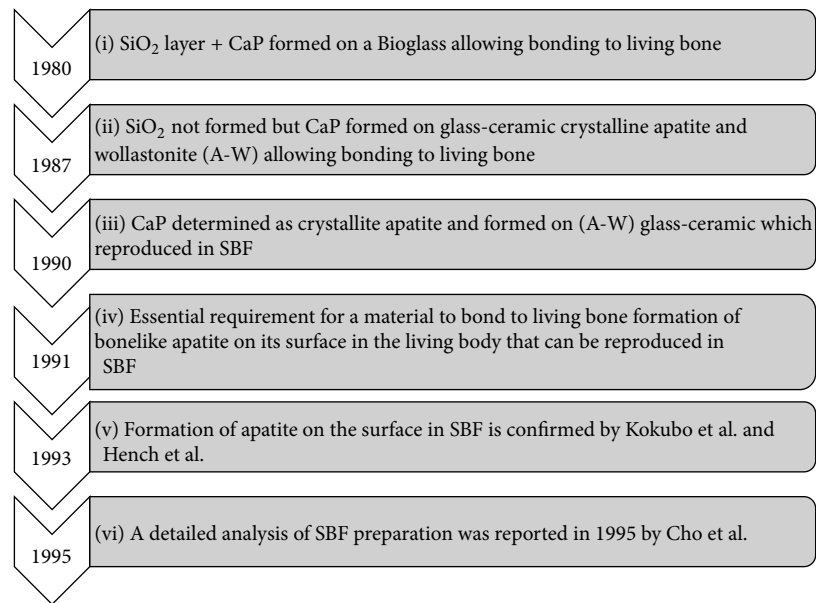 1980
(i) SiO₂ layer + CaP formed on a Bioglass allowing bonding to living bone
1987
(ii) SiO₂ not formed but CaP formed on glass-ceramic crystalline apatite and
wollastonite (A-W) allowing bonding to living bone
1990
(iii) CaP determined as crystallite apatite and formed on (A-W) glass-ceramic which
reproduced in SBF
1991
(iv) Essential requirement for a material to bond to living bone formation of
bonelike apatite on its surface in the living body that can be reproduced in
SBF
1993
(v) Formation of apatite on the surface in SBF is confirmed by Kokubo et al. and
Hench et al.
1995
(vi) A detailed analysis of SBF preparation was reported in 1995 by Cho et al.